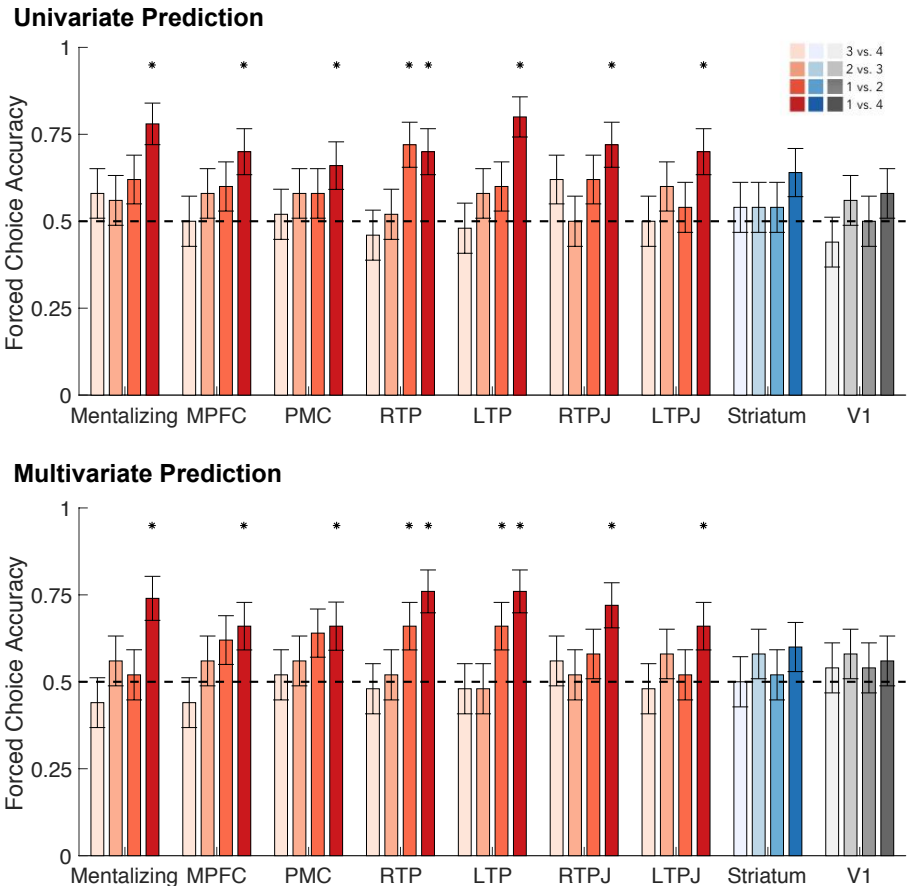 Univariate Prediction
Forced Choice Accuracy
1
0.75
0.5
0.25
0
* * * * * * * *
3 vs. 4
2 vs. 3
1 vs. 2
1 vs. 4
Mentalizing MPFC PMC RTP LTP RTPJ LTPJ Striatum V1
Multivariate Prediction
Forced Choice Accuracy
1
0.75
0.5
0.25
0
* * * * * * * * *
Mentalizing MPFC PMC RTP LTP RTPJ LTPJ Striatum V1